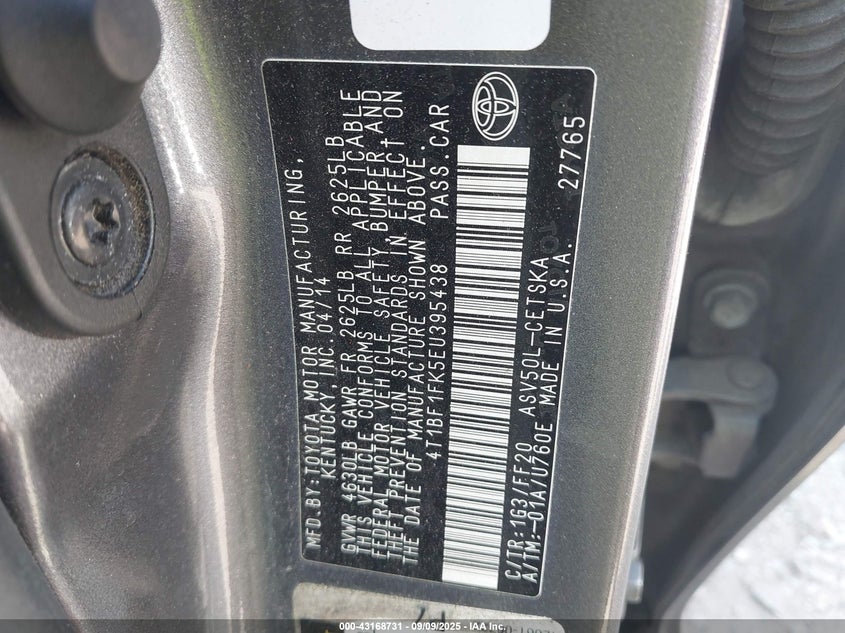 MFD.BY:TOYOTA MOTOR MANUFACTURING,
KENTUCKY, INC. 04/14
GVWR 4630LB GAWR FR 2625LB RR 2625LB
THIS VEHICLE CONFORMS TO ALL APPLICABLE
FEDERAL MOTOR VEHICLE SAFETY, BUMPER, AND
THEFT PREVENTION STANDARDS IN EFFECT ON
THE DATE OF MANUFACTURE SHOWN ABOVE.
4T1BF1FK5EU395438 PASS.CAR
C/TR:1G3/FF20 ASV50L-CETSKA 27765
A/TM:-01A/U760E MADE IN U.S.A.
000-43168731 - 09/09/2025 - IAA Inc.